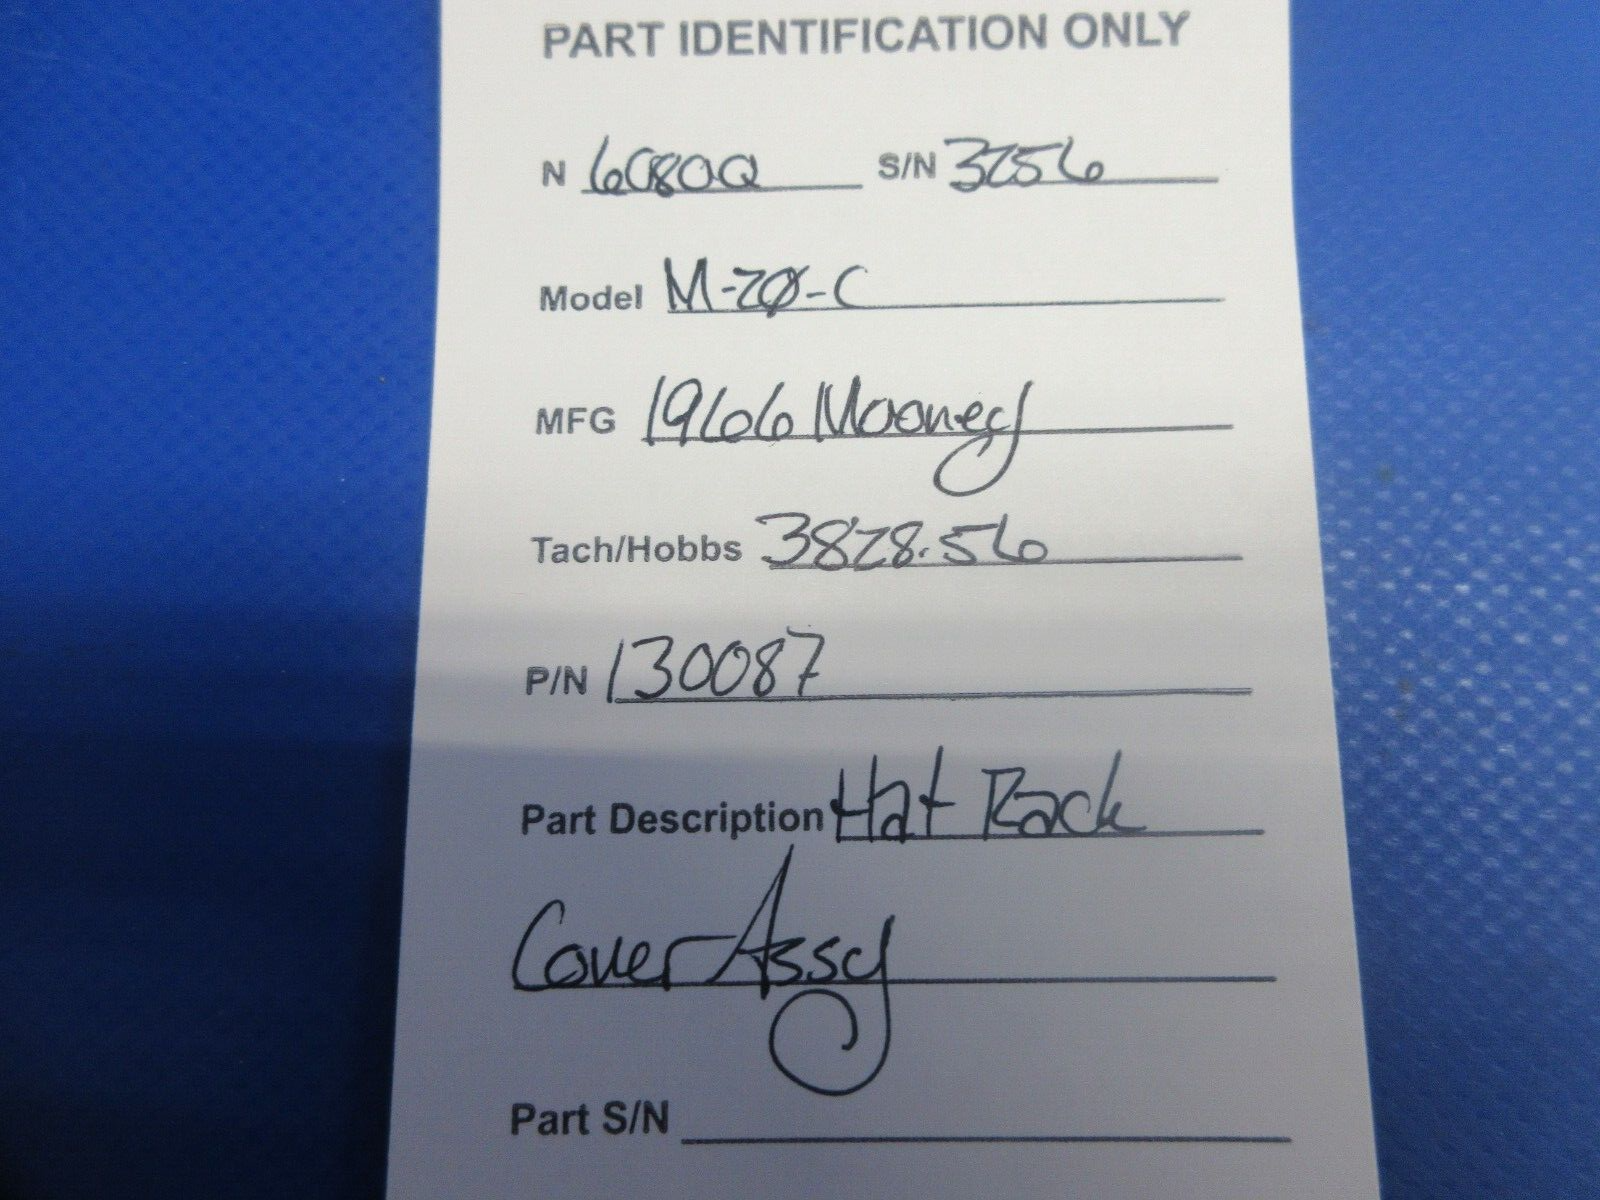 PART IDENTIFICATION ONLY
N 6080Q S/N 3256
Model M-20-C
MFG 1966 Mooney
Tach/Hobbs 3828.56
P/N 130087
Part Description Hat Rack
Cover Assy
Part S/N